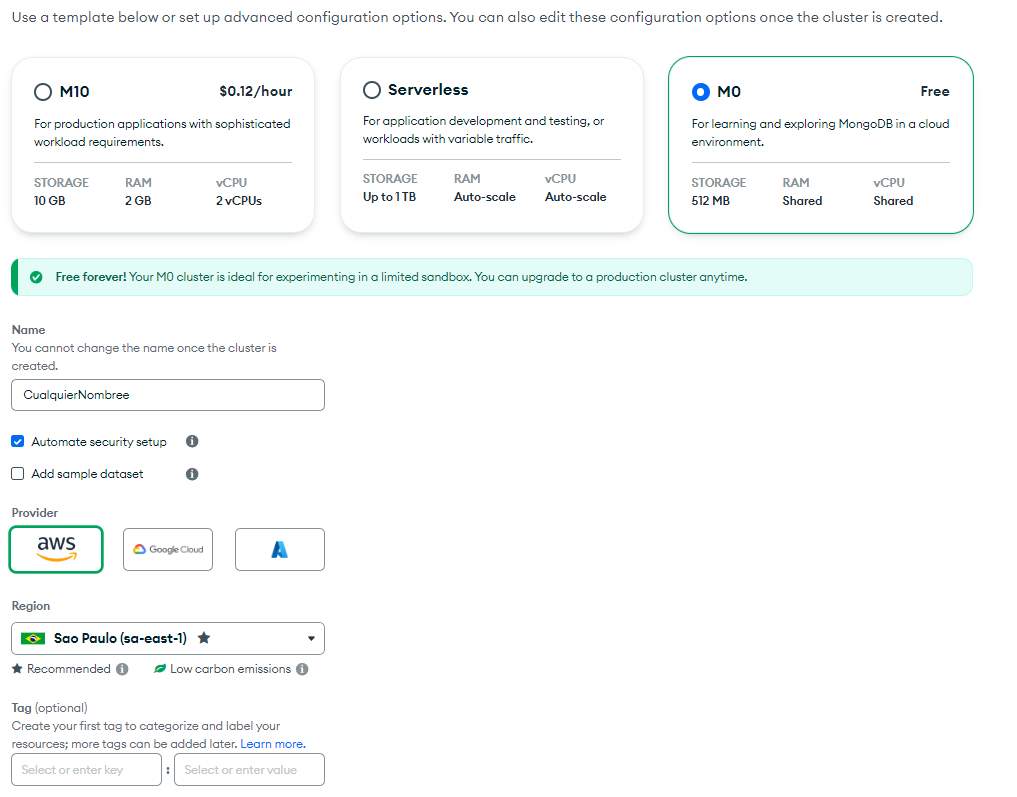 Use a template below or set up advanced configuration options. You can also edit these configuration options once the cluster is created.
M10 $0.12/hour
For production applications with sophisticated
workload requirements.
STORAGE RAM vCPU
10 GB 2 GB 2 vCPUs
Serverless
For application development and testing, or
workloads with variable traffic.
STORAGE RAM vCPU
Up to 1 TB Auto-scale Auto-scale
M0 Free
For learning and exploring MongoDB in a cloud
environment.
STORAGE RAM vCPU
512 MB Shared Shared
Free forever! Your M0 cluster is ideal for experimenting in a limited sandbox. You can upgrade to a production cluster anytime.
Name
You cannot change the name once the cluster is
created.
CualquierNombree
Automate security setup
Add sample dataset
Provider
aws Google Cloud
Region
Sao Paulo (sa-east-1) ★
★ Recommended Low carbon emissions
Tag (optional)
Create your first tag to categorize and label your
resources; more tags can be added later. Learn more.
Select or enter key : Select or enter value